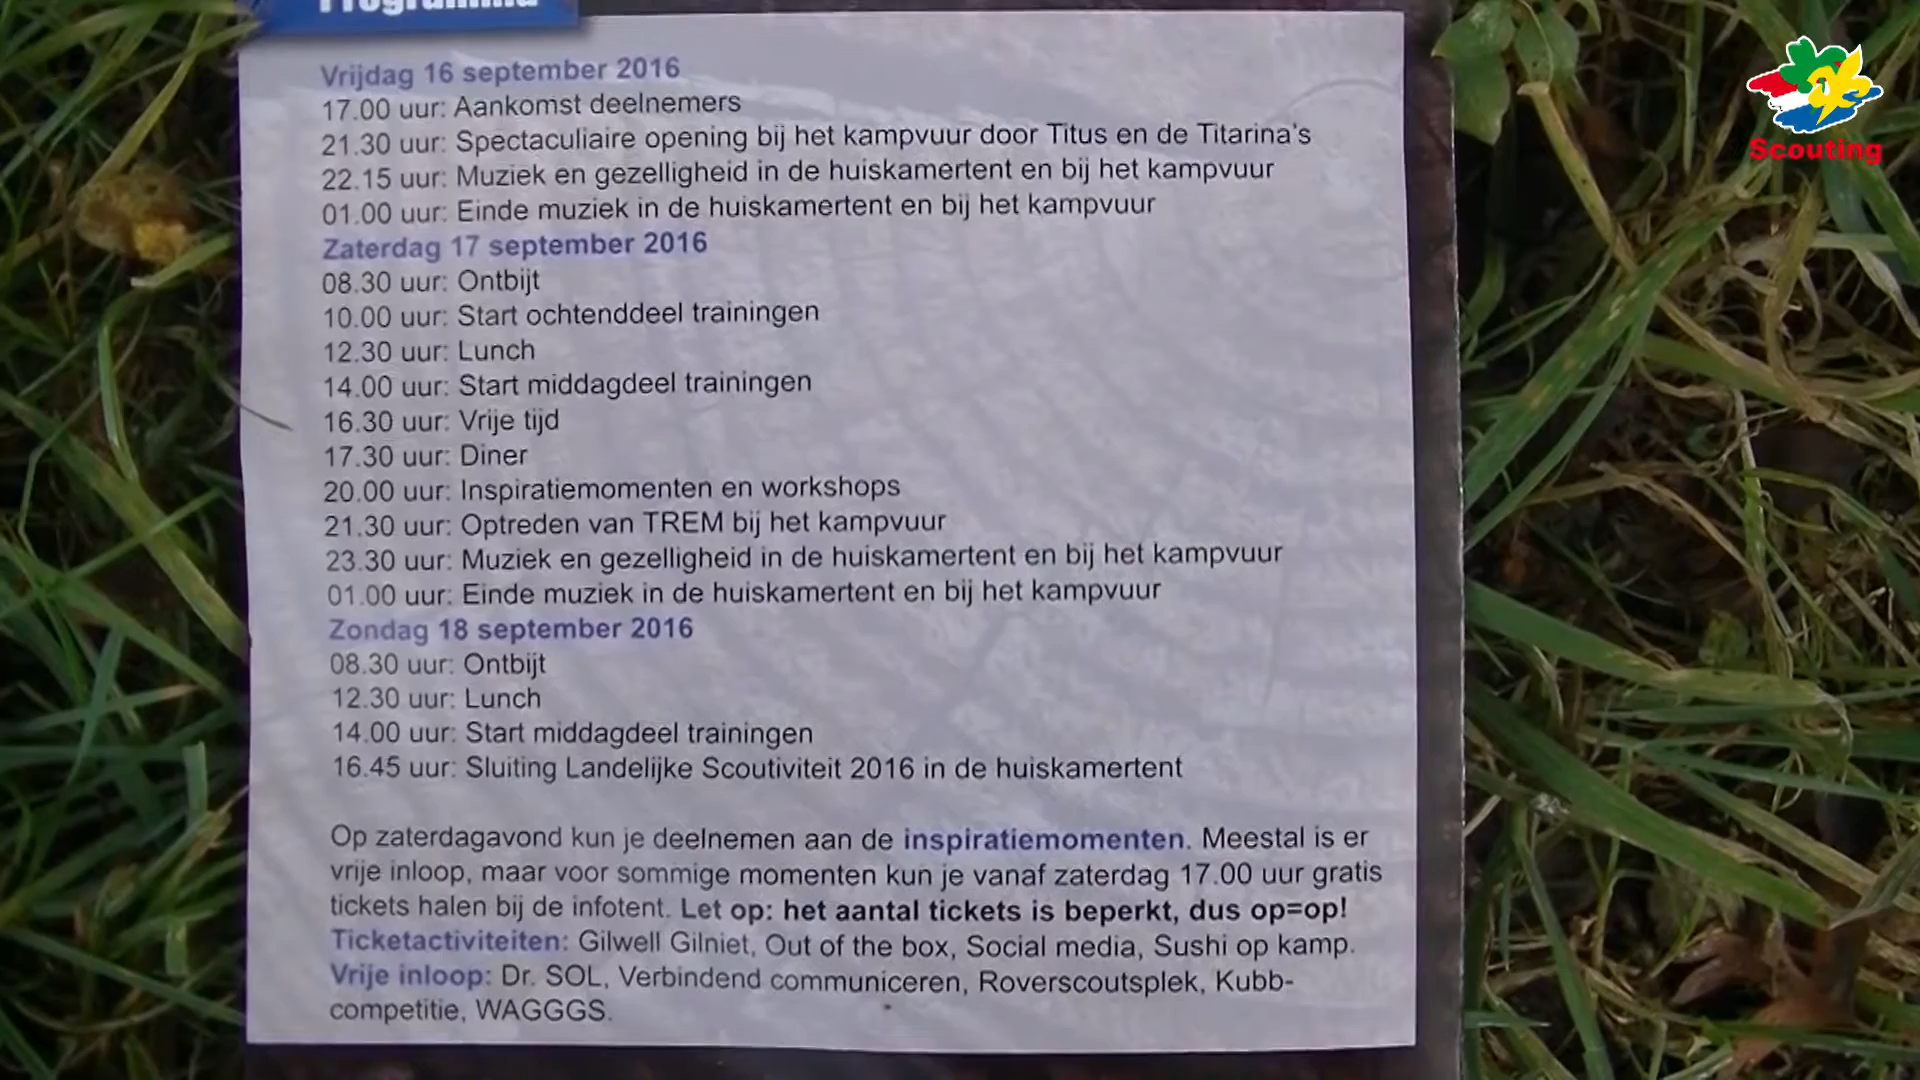 Programma
Vrijdag 16 september 2016
17.00 uur: Aankomst deelnemers
21.30 uur: Spectaculiaire opening bij het kampvuur door Titus en de Titarina's
22.15 uur: Muziek en gezelligheid in de huiskamertent en bij het kampvuur
01.00 uur: Einde muziek in de huiskamertent en bij het kampvuur
Zaterdag 17 september 2016
08.30 uur: Ontbijt
10.00 uur: Start ochtenddeel trainingen
12.30 uur: Lunch
14.00 uur: Start middagdeel trainingen
16.30 uur: Vrije tijd
17.30 uur: Diner
20.00 uur: Inspiratiemomenten en workshops
21.30 uur: Optreden van TREM bij het kampvuur
23.30 uur: Muziek en gezelligheid in de huiskamertent en bij het kampvuur
01.00 uur: Einde muziek in de huiskamertent en bij het kampvuur
Zondag 18 september 2016
08.30 uur: Ontbijt
12.30 uur: Lunch
14.00 uur: Start middagdeel trainingen
16.45 uur: Sluiting Landelijke Scoutiviteit 2016 in de huiskamertent
Op zaterdagavond kun je deelnemen aan de inspiratiemomenten. Meestal is er
vrije inloop, maar voor sommige momenten kun je vanaf zaterdag 17.00 uur gratis
tickets halen bij de infotent. Let op: het aantal tickets is beperkt, dus op=op!
Ticketactiviteiten: Gilwell Gilniet, Out of the box, Social media, Sushi op kamp.
Vrije inloop: Dr. SOL, Verbindend communiceren, Roverscoutsplek, Kubb-
competitie, WAGGGS.
Scouting